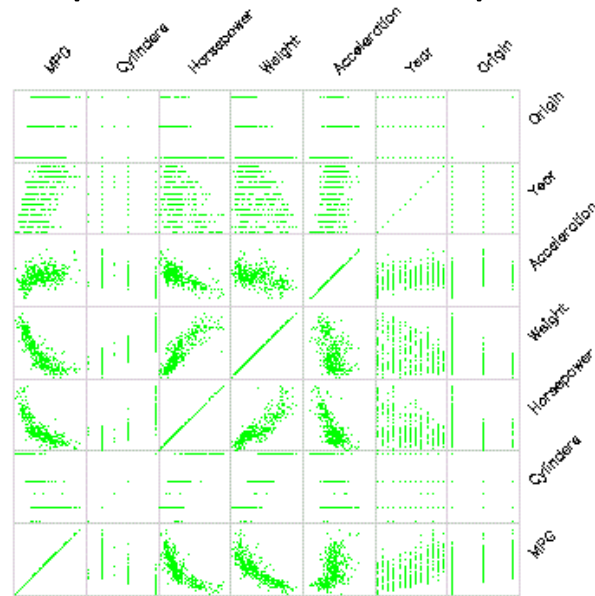 MPG
Cylinders
Horsepower
Weight
Acceleration
Year
Origin
Origin
Year
Acceleration
Weight
Horsepower
Cylinders
MPG